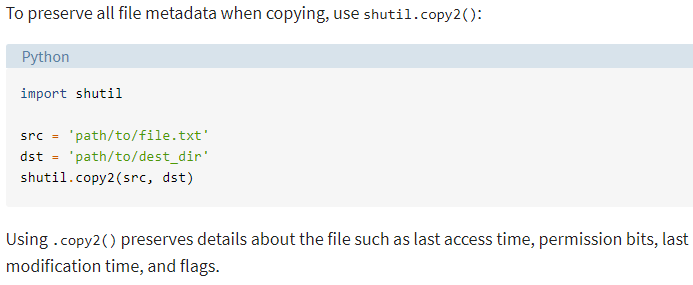 To preserve all file metadata when copying, use shutil.copy2():
Python
import shutil
src = 'path/to/file.txt'
dst = 'path/to/dest_dir'
shutil.copy2(src, dst)
Using .copy2() preserves details about the file such as last access time, permission bits, last
modification time, and flags.